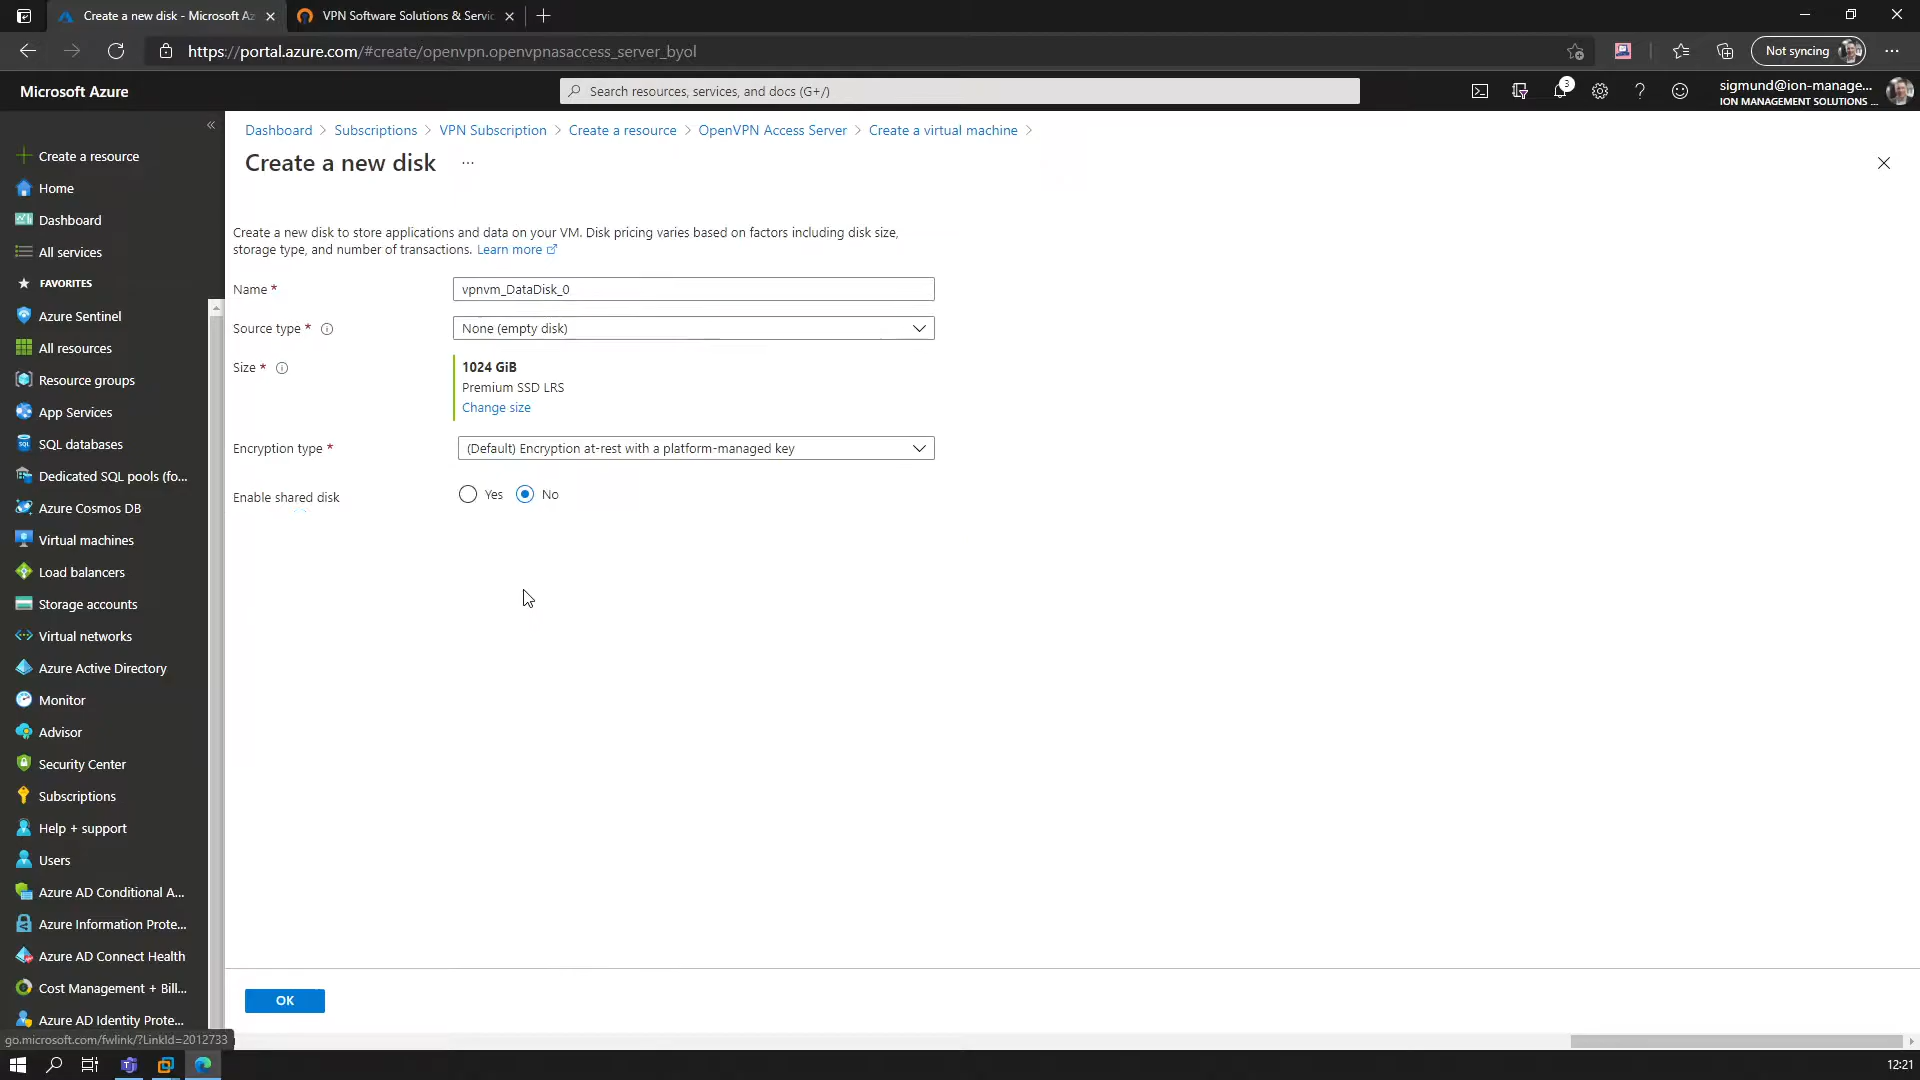 Create a new disk - Microsoft Az
VPN Software Solutions & Servic
https://portal.azure.com/#create/openvpn.openvpnasaccess_server_byol
Not syncing
Microsoft Azure
Search resources, services, and docs (G+/)
3
sigmund@ion-manage...
ION MANAGEMENT SOLUTIONS ...
Dashboard > Subscriptions > VPN Subscription > Create a resource > OpenVPN Access Server > Create a virtual machine >
Create a new disk ...
Create a resource
Home
Dashboard
All services
FAVORITES
Azure Sentinel
All resources
Resource groups
App Services
SQL databases
Dedicated SQL pools (fo...
Azure Cosmos DB
Virtual machines
Load balancers
Storage accounts
Virtual networks
Azure Active Directory
Monitor
Advisor
Security Center
Subscriptions
Help + support
Users
Azure AD Conditional A...
Azure Information Prote...
Azure AD Connect Health
Cost Management + Bill...
Azure AD Identity Prote...
Create a new disk to store applications and data on your VM. Disk pricing varies based on factors including disk size,
storage type, and number of transactions. Learn more
Name *
vpnvm_DataDisk_0
Source type *
None (empty disk)
Size *
1024 GiB
Premium SSD LRS
Change size
Encryption type *
(Default) Encryption at-rest with a platform-managed key
Enable shared disk
Yes
No
OK
go.microsoft.com/fwlink/?LinkId=2012733
12:21